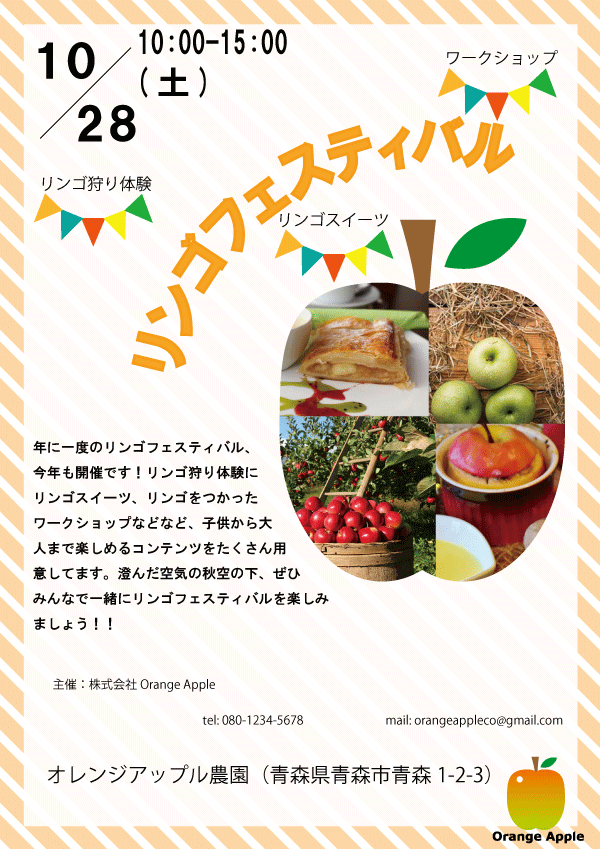 10/28
10:00-15:00
(土)
ワークショップ
リンゴ狩り体験
リンゴスイーツ
リンゴフェスティバル
年に一度のリンゴフェスティバル、
今年も開催です！リンゴ狩り体験に
リンゴスイーツ、リンゴをつかった
ワークショップなどなど、子供から大
人まで楽しめるコンテンツをたくさん用
意してます。澄んだ空気の秋空の下、ぜひ
みんなで一緒にリンゴフェスティバルを楽しみ
ましょう！！
主催：株式会社 Orange Apple
tel: 080-1234-5678
mail: orangeappleco@gmail.com
オレンジアップル農園（青森県青森市青森 1-2-3）
Orange Apple